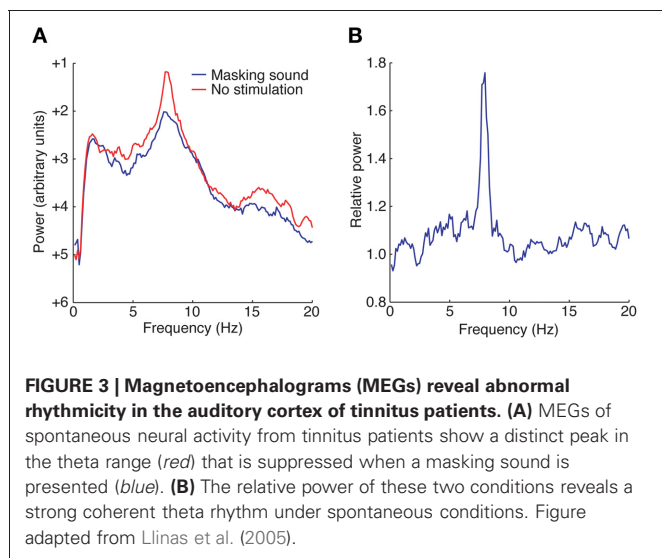 A
B
+1
+2
+3
+4
+5
+6
Power (arbitrary units)
Masking sound
No stimulation
0
5
10
15
20
Frequency (Hz)
1.8
1.6
1.4
1.2
1.0
0.8
Relative power
0
5
10
15
20
Frequency (Hz)
FIGURE 3 | Magnetoencephalograms (MEGs) reveal abnormal
rhythmicity in the auditory cortex of tinnitus patients. (A) MEGs of
spontaneous neural activity from tinnitus patients show a distinct peak in
the theta range (red) that is suppressed when a masking sound is
presented (blue). (B) The relative power of these two conditions reveals a
strong coherent theta rhythm under spontaneous conditions. Figure
adapted from Llinas et al. (2005).